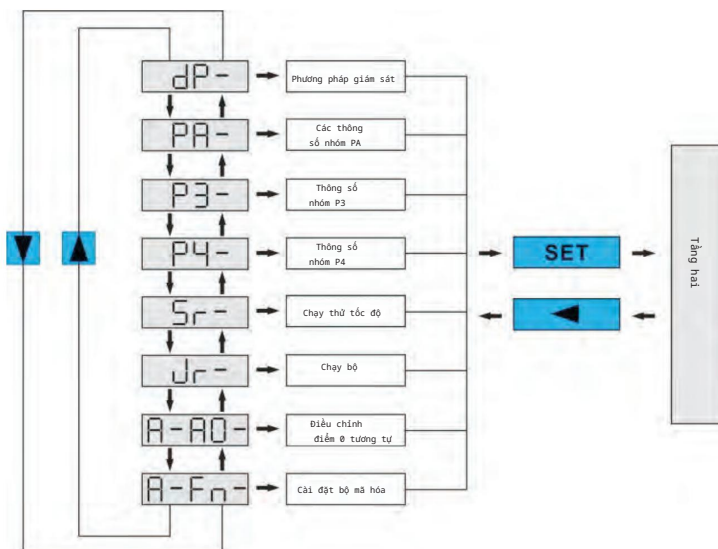 dP-
Phương pháp giám sát
PA-
Các thông
số nhóm PA
P3-
Thông số
nhóm P3
P4-
Thông số
nhóm P4
SET
Tầng hai
Sr-
Chạy thử tốc độ
Jr-
Chạy bộ
A-A0-
Điều chỉnh
điểm 0 tương tự
A-Fn-
Cài đặt bộ mã hóa